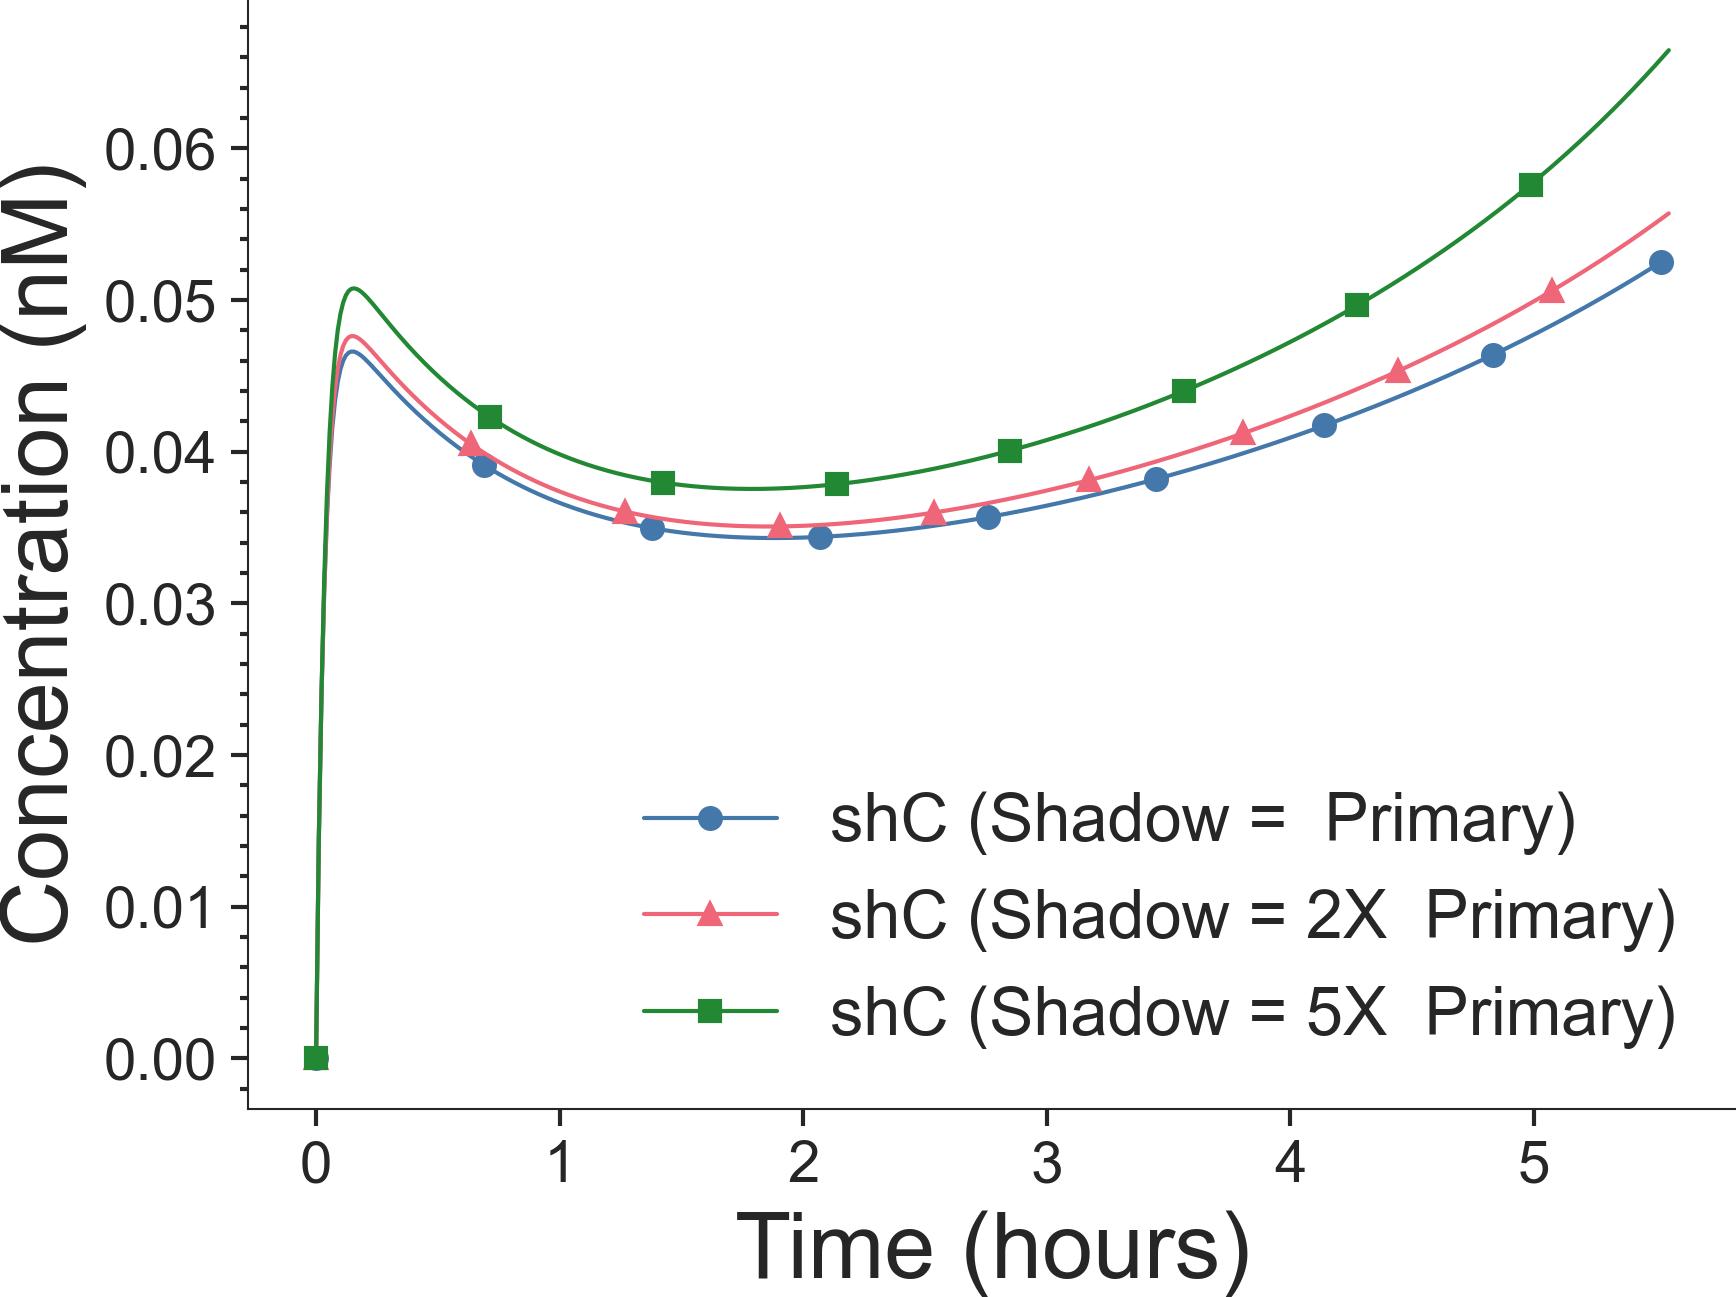 Concentration (nM)
0.06
0.05
0.04
0.03
0.02
0.01
0.00
shC (Shadow =  Primary)
shC (Shadow = 2X  Primary)
shC (Shadow = 5X  Primary)
0 1 2 3 4 5
Time (hours)